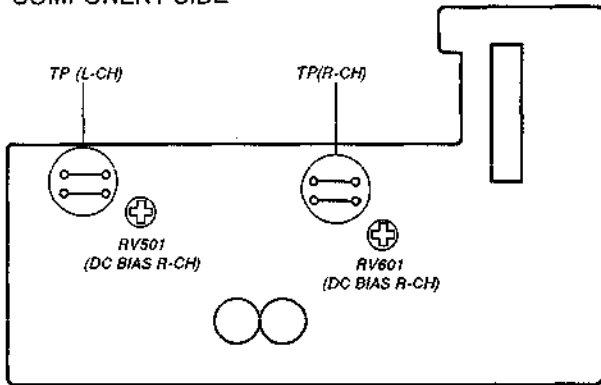 COMPONENT SIDE
TP (L-CH)
TP(R-CH)
RV501
(DC BIAS R-CH)
RV601
(DC BIAS R-CH)